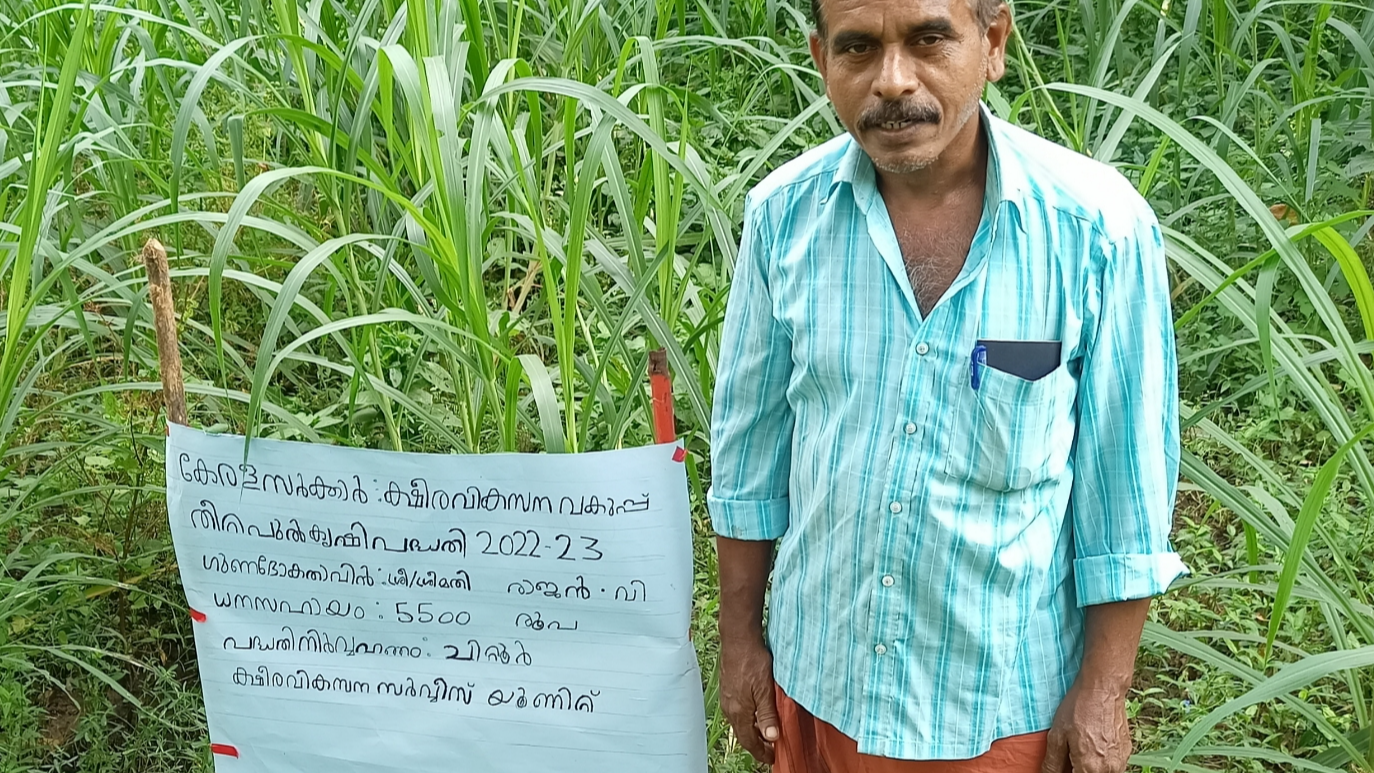 കേരളസർക്കാർ : ക്ഷീരവികസന വകുപ്പ്
തീറ്റപുൽകൃഷി പദ്ധതി 2022-23
ഗുണഭോക്താവിൻ : ശ്രീ/ശ്രീമതി രാജൻ . വി
ധനസഹായം : 5500 രൂപ
പദ്ധതിനിർവ്വഹണം : ചിറ്റൂർ
ക്ഷീരവികസന സർവ്വീസ് യൂണിറ്റ്